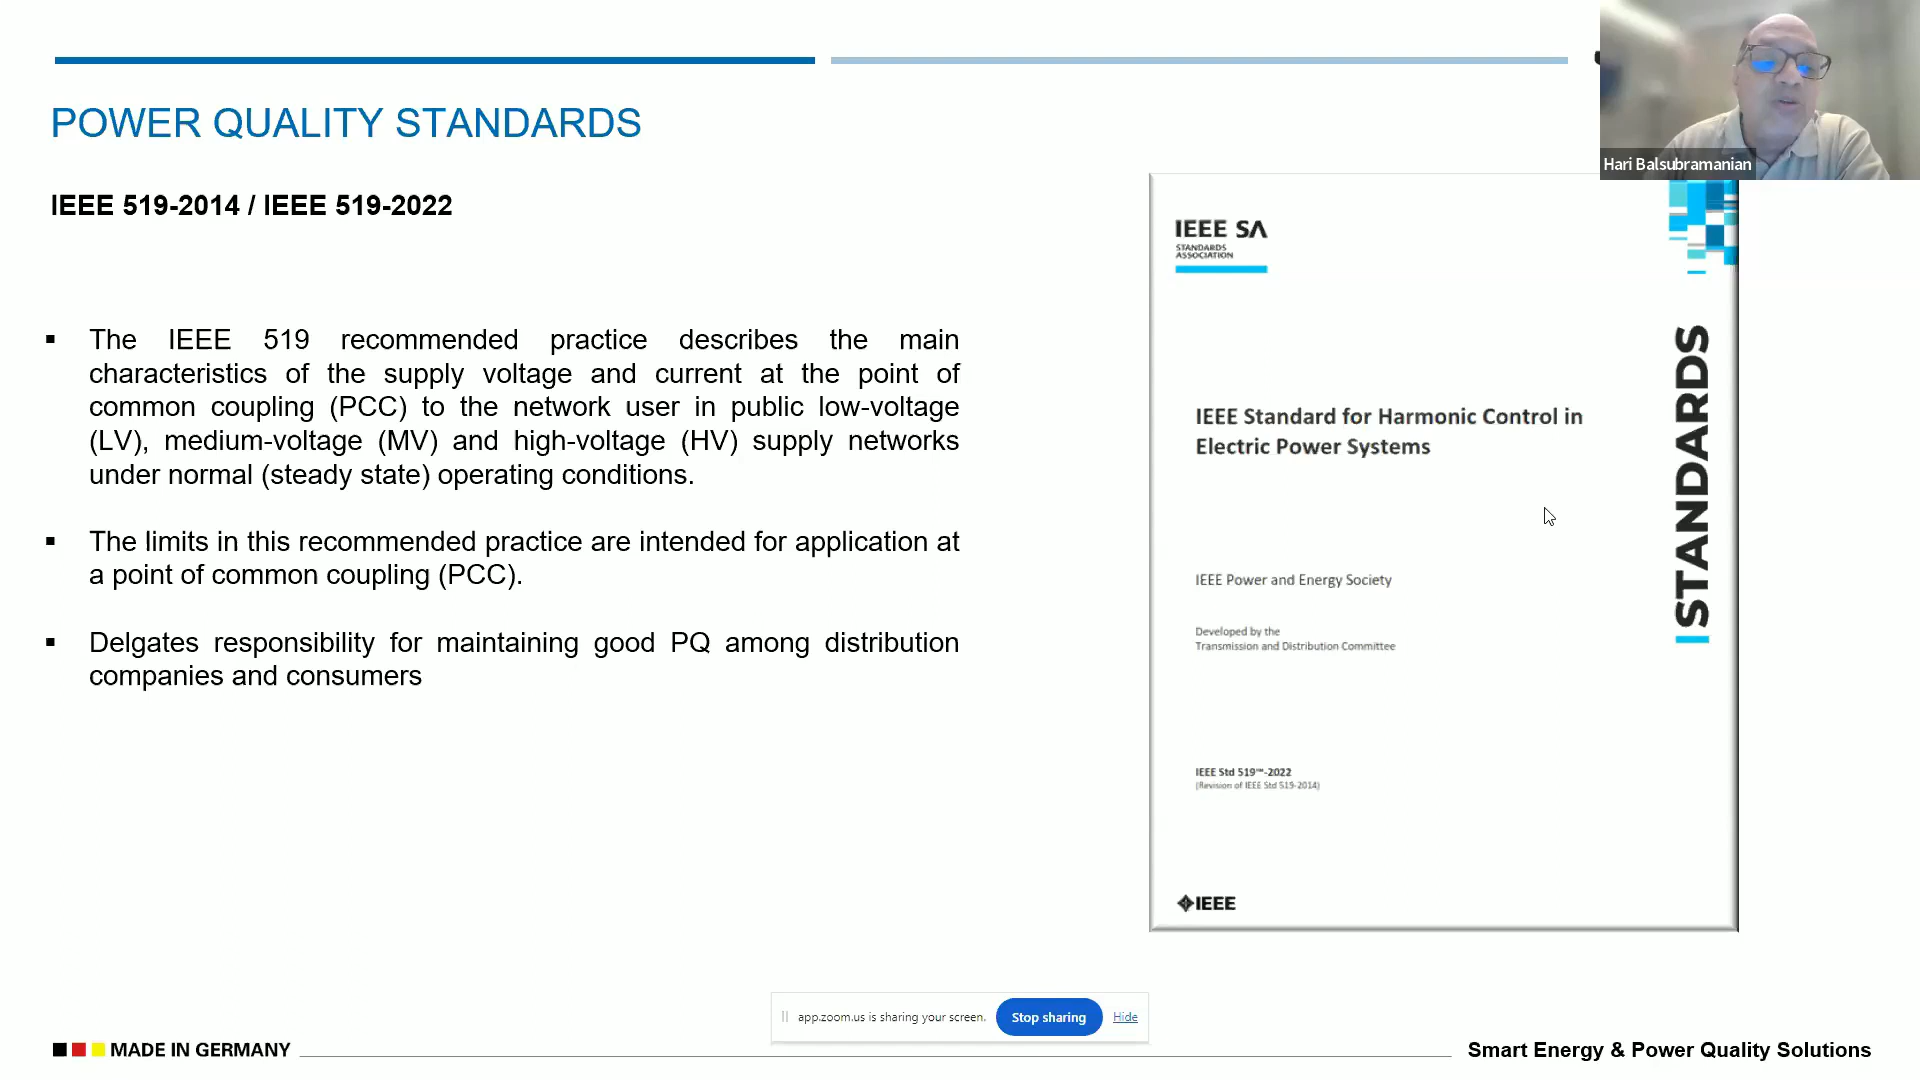 POWER QUALITY STANDARDS
IEEE 519-2014 / IEEE 519-2022
The IEEE 519 recommended practice describes the main
characteristics of the supply voltage and current at the point of
common coupling (PCC) to the network user in public low-voltage
(LV), medium-voltage (MV) and high-voltage (HV) supply networks
under normal (steady state) operating conditions.
The limits in this recommended practice are intended for application at
a point of common coupling (PCC).
Delgates responsibility for maintaining good PQ among distribution
companies and consumers
Hari Balsubramanian
IEEE SA
STANDARDS
ASSOCIATION
IEEE Standard for Harmonic Control in
Electric Power Systems
IEEE Power and Energy Society
Developed by the
Transmission and Distribution Committee
IEEE Std 519™-2022
(Revision of IEEE Std 519-2014)
IEEE
STANDARDS
app.zoom.us is sharing your screen.
Stop sharing
Hide
MADE IN GERMANY
Smart Energy & Power Quality Solutions